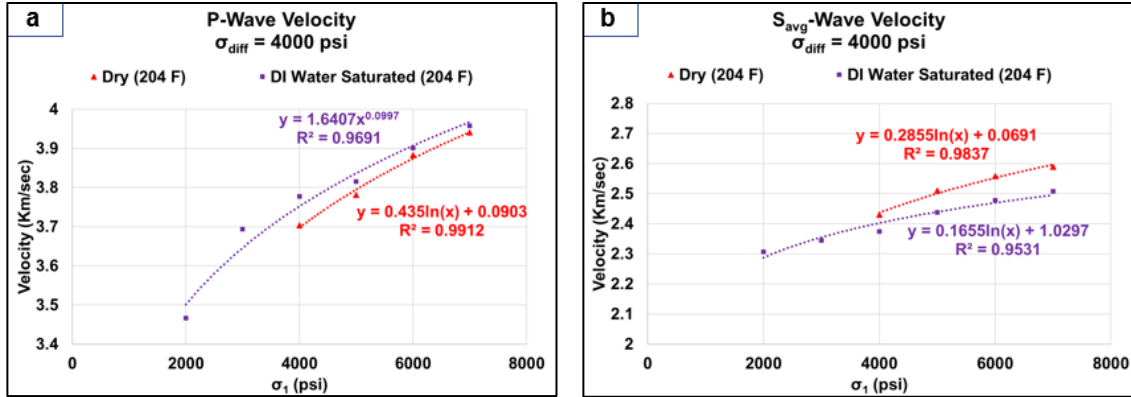 a
P-Wave Velocity
σdiff = 4000 psi
Dry (204 F) DI Water Saturated (204 F)
4
3.9
3.8
3.7
3.6
3.5
3.4
Velocity (Km/sec)
y = 1.6407x^0.0997
R² = 0.9691
y = 0.435ln(x) + 0.0903
R² = 0.9912
0 2000 4000 6000 8000
σ1 (psi)
b
Savg-Wave Velocity
σdiff = 4000 psi
Dry (204 F) DI Water Saturated (204 F)
2.8
2.7
2.6
2.5
2.4
2.3
2.2
2.1
2
Velocity (Km/sec)
y = 0.2855ln(x) + 0.0691
R² = 0.9837
y = 0.1655ln(x) + 1.0297
R² = 0.9531
0 2000 4000 6000 8000
σ1 (psi)